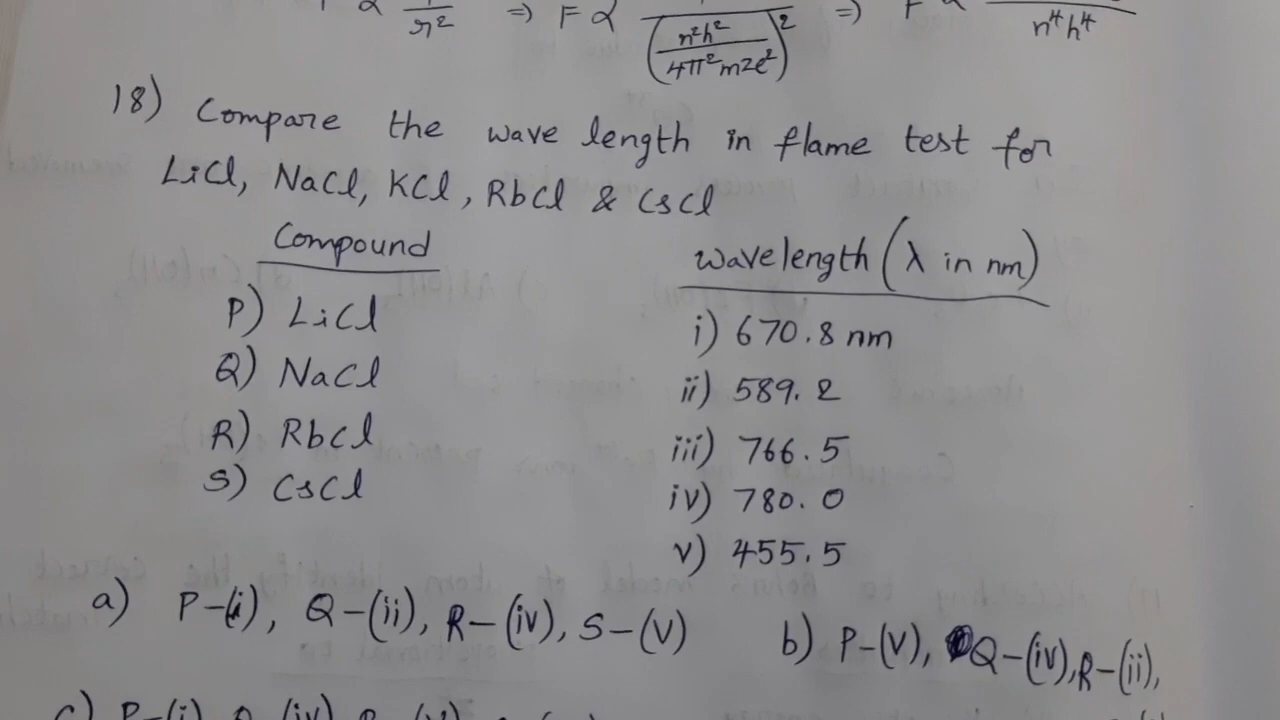 α 1/r² ⇒ F α 1/(n²h²/4π²mze²)² ⇒ F α n⁴h⁴
18) Compare the wave length in flame test for
LiCl, NaCl, KCl, RbCl & CsCl
Compound wavelength (λ in nm)
P) LiCl i) 670.8 nm
Q) NaCl ii) 589.2
R) RbCl iii) 766.5
S) CsCl iv) 780.0
v) 455.5
a) P-(i), Q-(ii), R-(iv), S-(V) b) P-(V), Q-(iv), R-(ii),
c) P-(i)